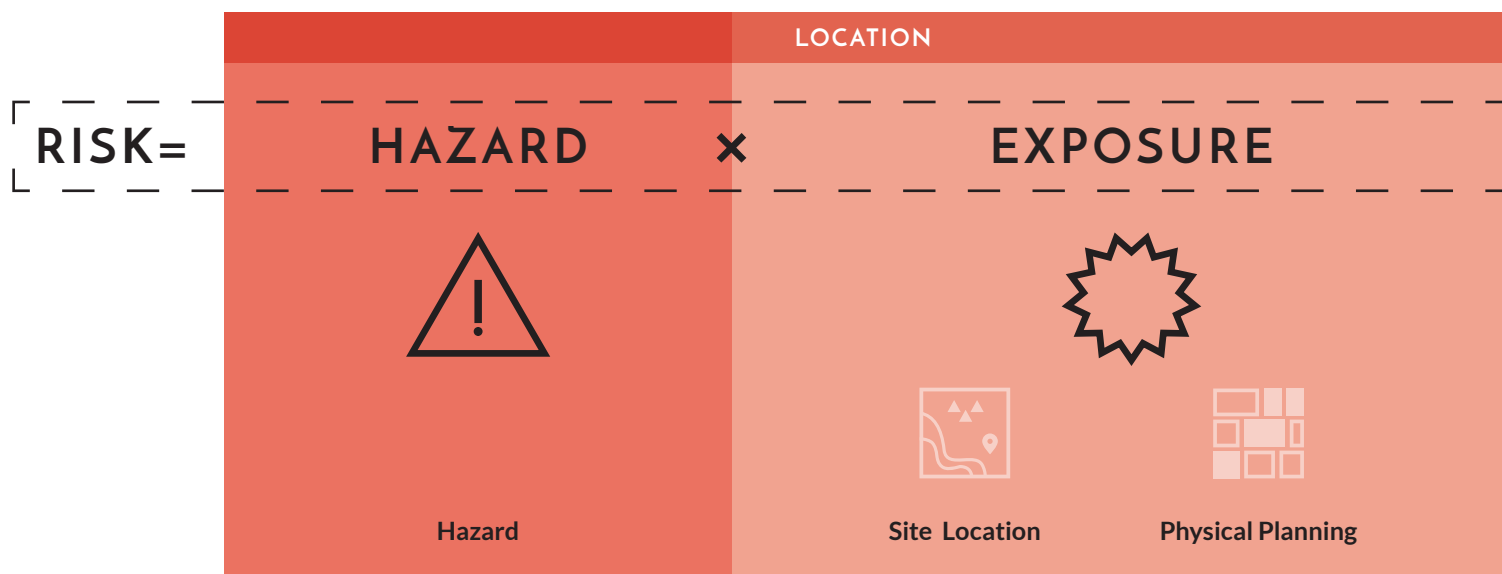 LOCATION
RISK= HAZARD × EXPOSURE
!
Hazard
Site Location
Physical Planning